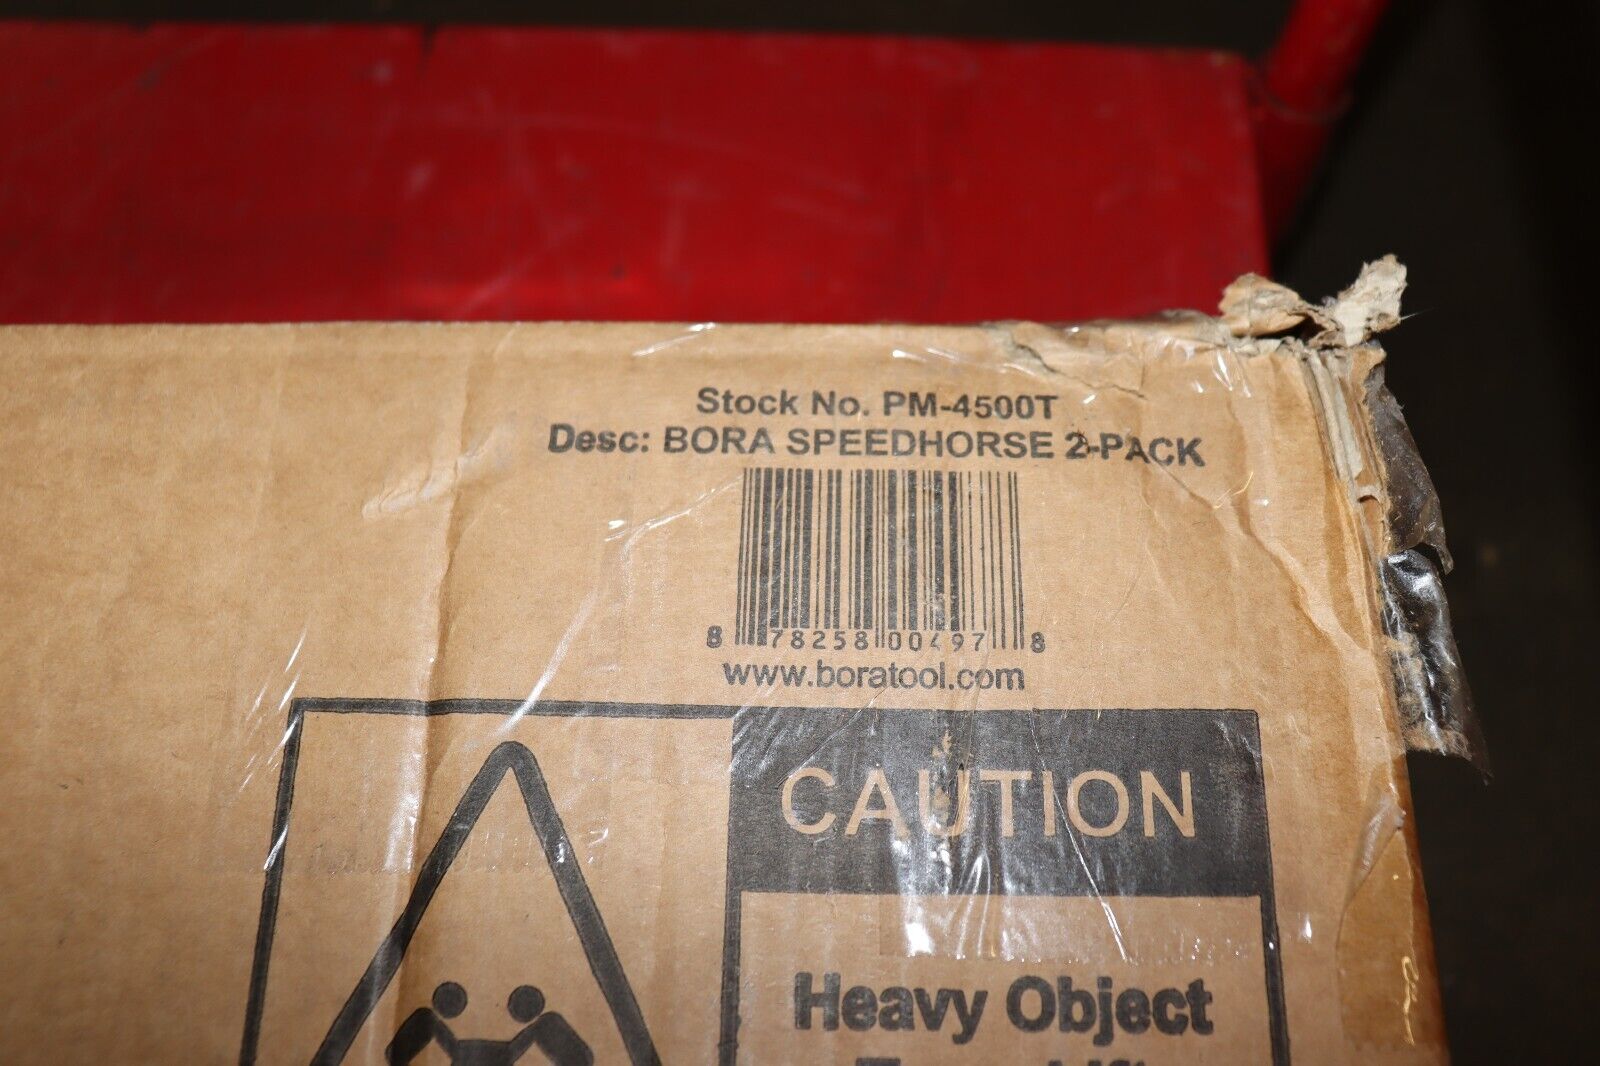 Stock No. PM-4500T
Desc: BORA SPEEDHORSE 2-PACK
8 78258 00497 8
www.boratool.com
CAUTION
Heavy Object